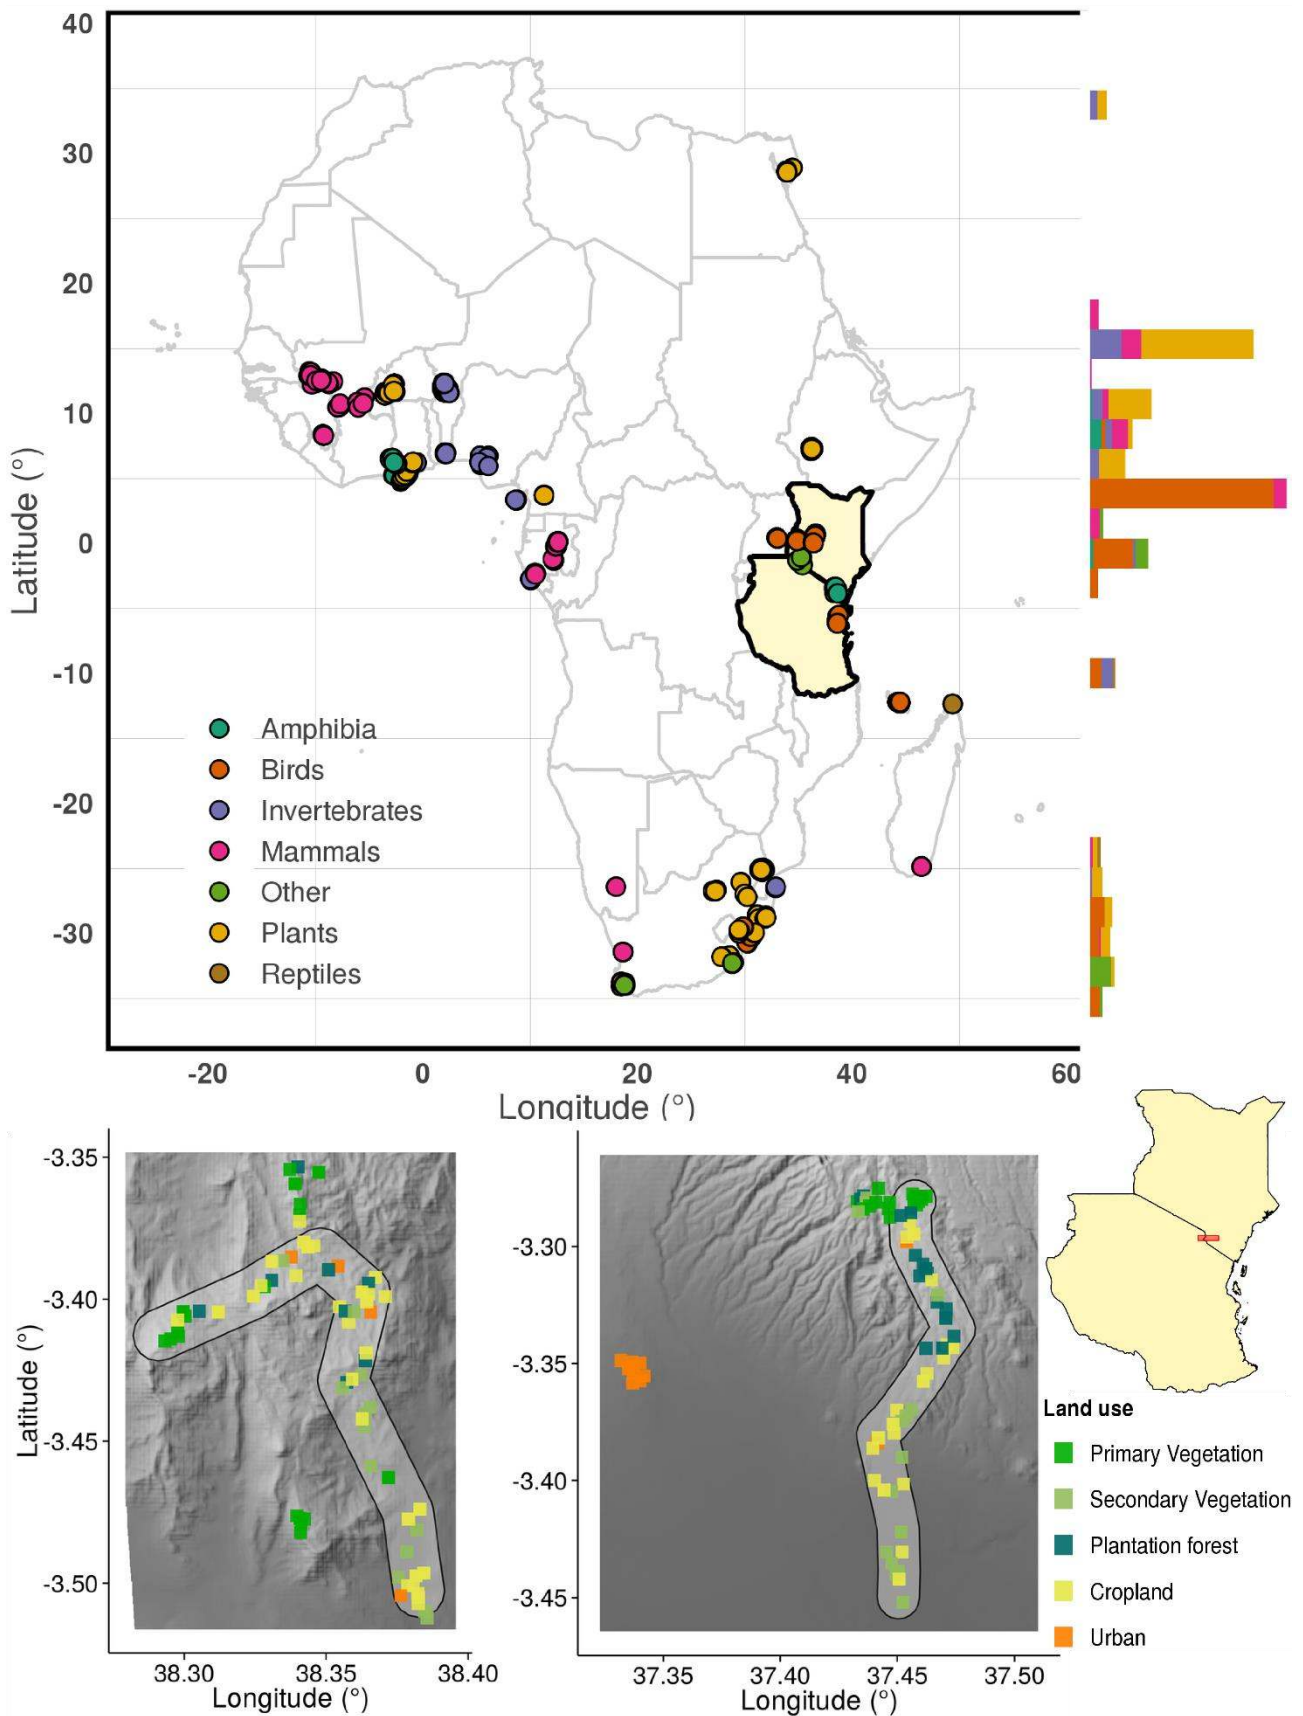 40
30
20
10
0
-10
-20
-30
Latitude (°)
Amphibia
Birds
Invertebrates
Mammals
Other
Plants
Reptiles
-20
0
20
40
60
Longitude (°)
-3.35
-3.40
-3.45
-3.50
Latitude (°)
38.30
38.35
38.40
Longitude (°)
-3.30
-3.35
-3.40
-3.45
37.35
37.40
37.45
37.50
Longitude (°)
Land use
Primary Vegetation
Secondary Vegetation
Plantation forest
Cropland
Urban